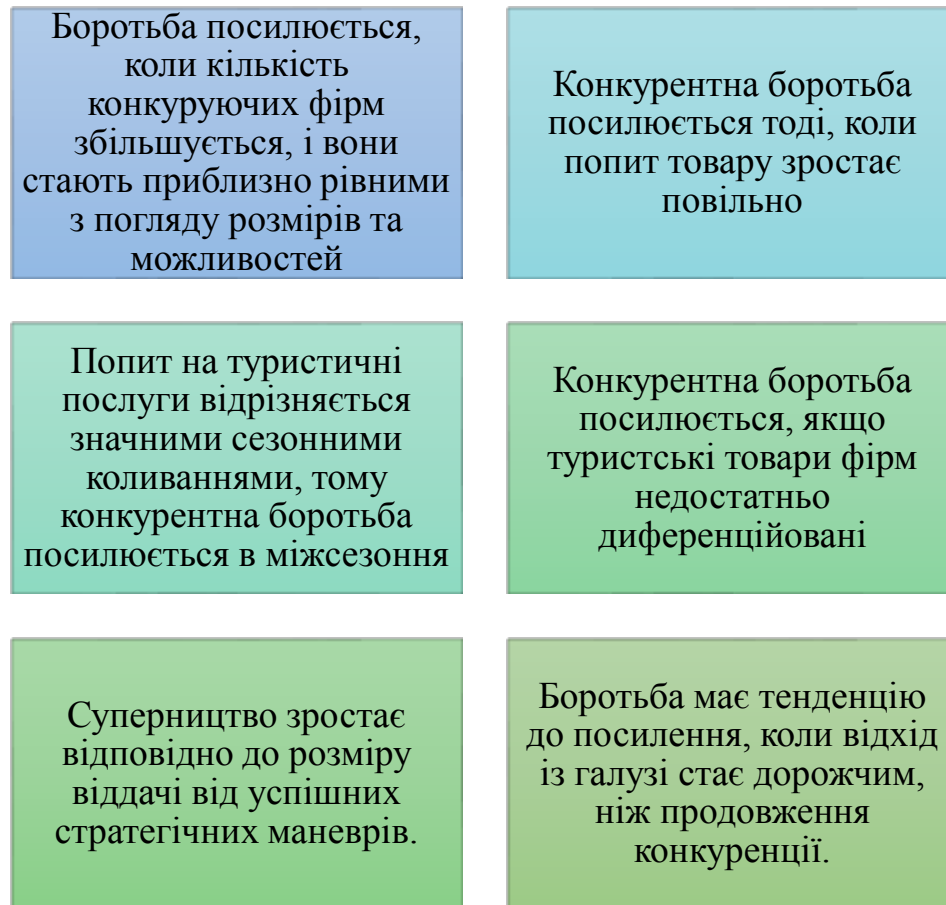 Боротьба посилюється,
коли кількість
конкуруючих фірм
збільшується, і вони
стають приблизно рівними
з погляду розмірів та
можливостей
Конкурентна боротьба
посилюється тоді, коли
попит товару зростає
повільно
Попит на туристичні
послуги відрізняється
значними сезонними
коливаннями, тому
конкурентна боротьба
посилюється в міжсезоння
Конкурентна боротьба
посилюється, якщо
туристські товари фірм
недостатньо
диференційовані
Суперництво зростає
відповідно до розміру
віддачі від успішних
стратегічних маневрів.
Боротьба має тенденцію
до посилення, коли відхід
із галузі стає дорожчим,
ніж продовження
конкуренції.